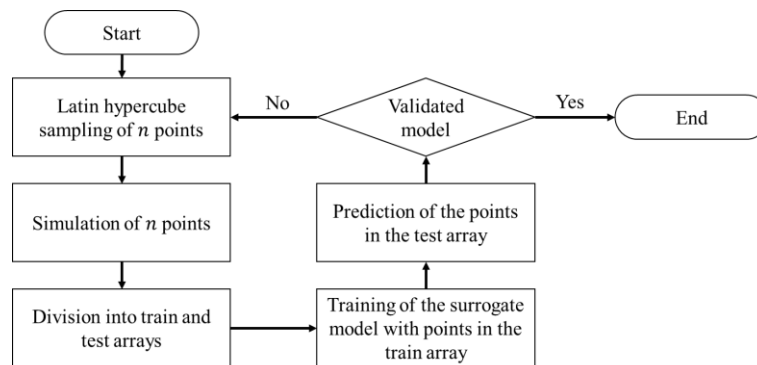 Start
Latin hypercube
sampling of n points
Simulation of n points
Division into train and
test arrays
Training of the surrogate
model with points in the
train array
Prediction of the points
in the test array
Validated
model
No
Yes
End